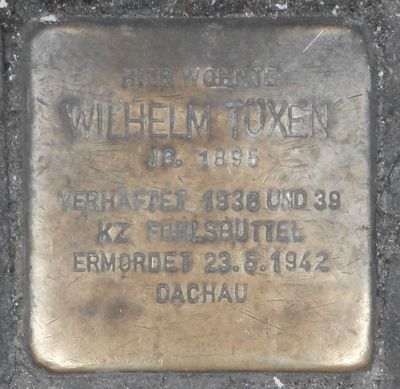 HIER WOHNTE
WILHELM TÜXEN
JG. 1895
VERHAFTET 1938 UND 39
KZ FUHLSBÜTTEL
ERMORDET 23.5.1942
DACHAU